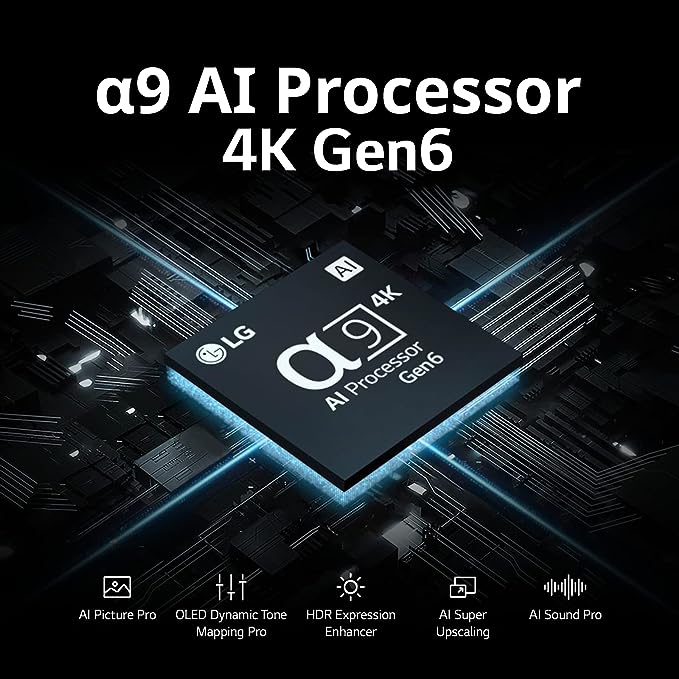 α9 AI Processor
4K Gen6
AI
LG
α9 4K
AI Processor
Gen6
AI Picture Pro
OLED Dynamic Tone
Mapping Pro
HDR Expression
Enhancer
AI Super
Upscaling
AI Sound Pro